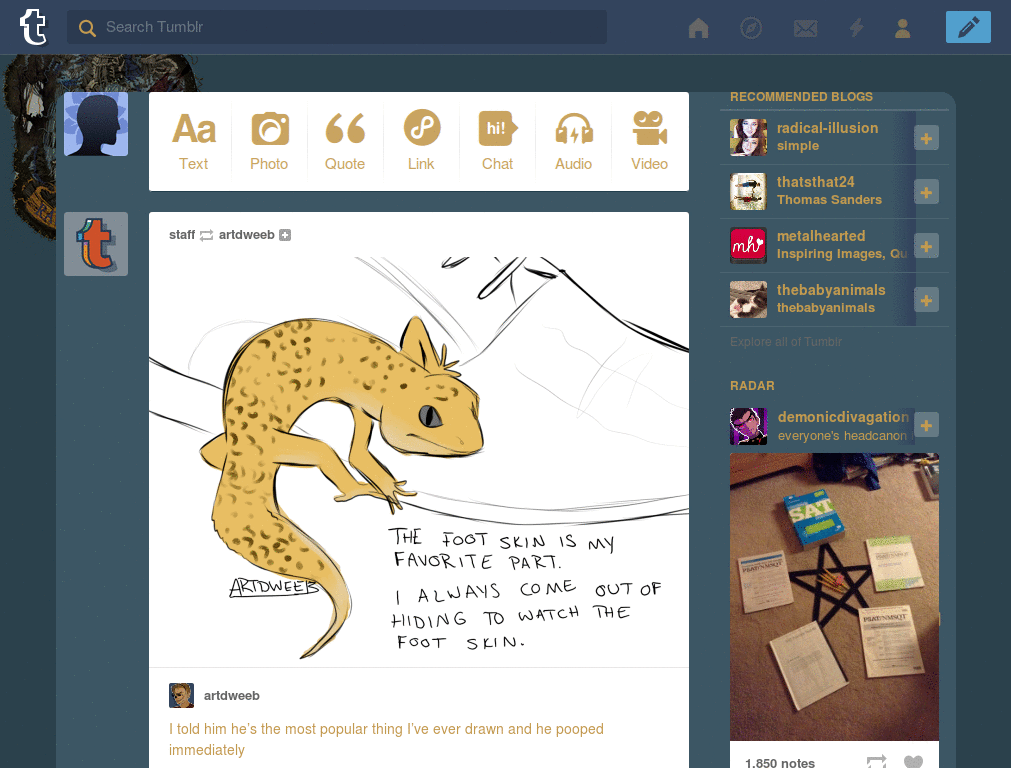 Search Tumblr
Aa
hi!
Text
Photo
Quote
Link
Chat
Audio
Video
staff artdweeb
THE FOOT SKIN IS MY
FAVORITE PART.
I ALWAYS COME OUT OF
HIDING TO WATCH THE
FOOT SKIN.
ARTDWEEB
artdweeb
I told him he's the most popular thing I've ever drawn and he pooped
immediately
RECOMMENDED BLOGS
radical-illusion
simple
thatsthat24
Thomas Sanders
mh
metalhearted
Inspiring Images, Qu
thebabyanimals
thebabyanimals
Explore all of Tumblr
RADAR
demonicdivagation
everyone's headcanon
SAT
PSAT/NMSQT
PSAT/NMSQT
1,850 notes